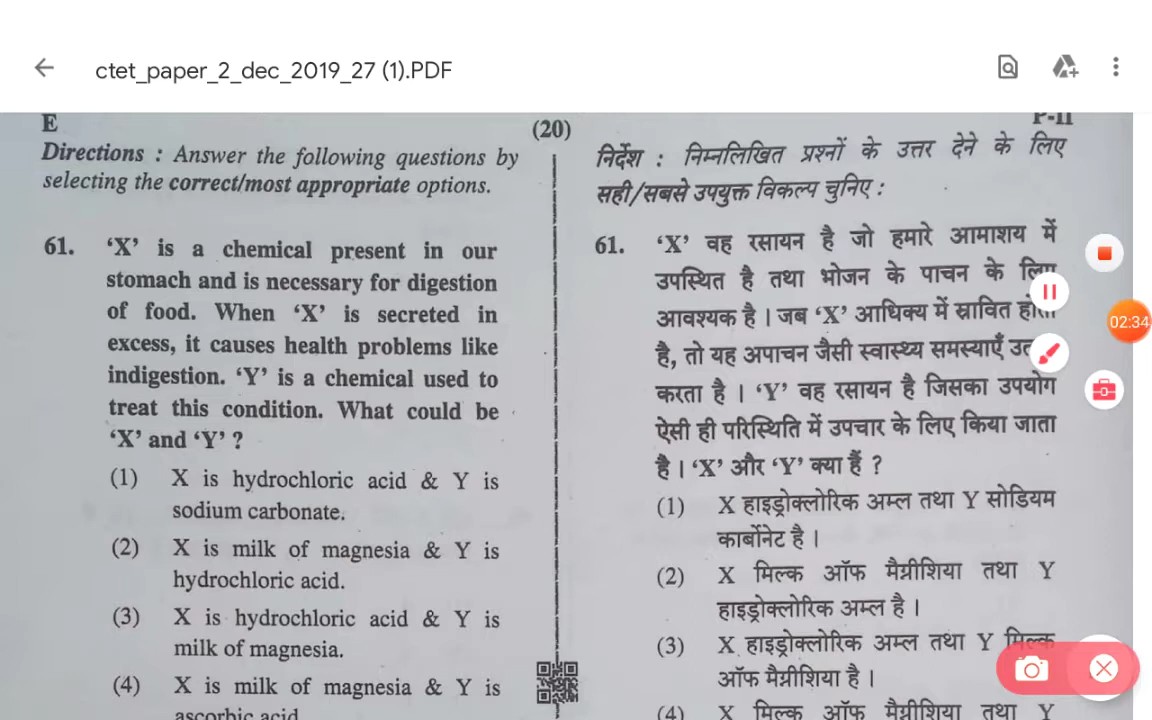 ctet_paper_2_dec_2019_27 (1).PDF
E
(20)
P-II
Directions : Answer the following questions by
selecting the correct/most appropriate options.
61. 'X' is a chemical present in our
stomach and is necessary for digestion
of food. When 'X' is secreted in
excess, it causes health problems like
indigestion. 'Y' is a chemical used to
treat this condition. What could be
'X' and 'Y' ?
(1) X is hydrochloric acid & Y is
sodium carbonate.
(2) X is milk of magnesia & Y is
hydrochloric acid.
(3) X is hydrochloric acid & Y is
milk of magnesia.
(4) X is milk of magnesia & Y is
ascorbic acid
निर्देश : निम्नलिखित प्रश्नों के उत्तर देने के लिए
सही/सबसे उपयुक्त विकल्प चुनिए :
61. 'X' वह रसायन है जो हमारे आमाशय में
उपस्थित है तथा भोजन के पाचन के लिए
आवश्यक है । जब 'X' आधिक्य में स्रावित
है, तो यह अपाचन जैसी स्वास्थ्य समस्याएँ
करता है । 'Y' वह रसायन है जिसका उपयोग
ऐसी ही परिस्थिति में उपचार के लिए किया जाता
है । 'X' और 'Y' क्या हैं ?
(1) X हाइड्रोक्लोरिक अम्ल तथा Y सोडियम
कार्बोनेट है ।
(2) X मिल्क ऑफ मैग्नीशिया तथा Y
हाइड्रोक्लोरिक अम्ल है ।
(3) X हाइड्रोक्लोरिक अम्ल तथा Y मिल्क
ऑफ मैग्नीशिया है ।
(4) X मिल्क ऑफ मैग्नीशिया तथा Y
02:34